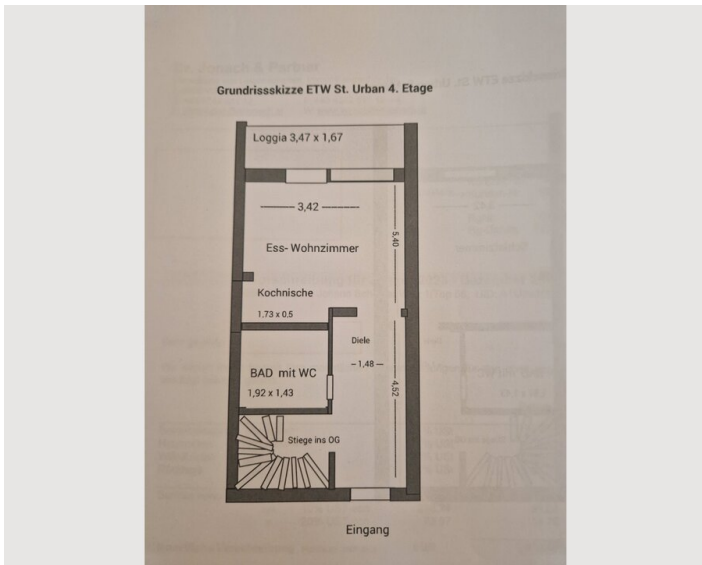 Grundrissskizze ETW St. Urban 4. Etage
Loggia 3,47 x 1,67
3,42
5,40
Ess- Wohnzimmer
Kochnische
1.73 x 0,5
Diele
1,48
BAD mit WC
4,52
1,92 x 1,43
Stiege ins OG
Eingang